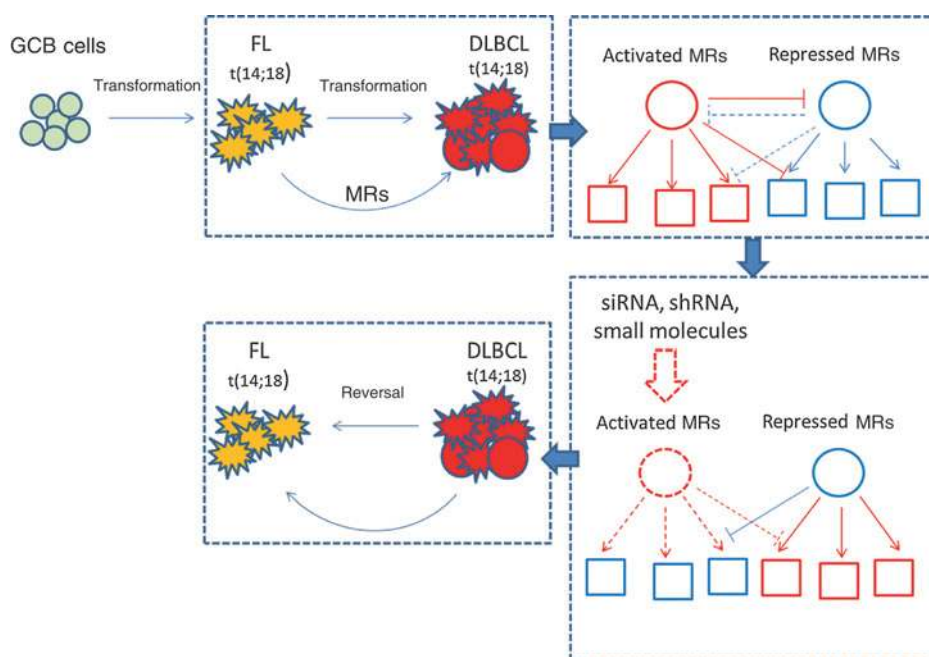 GCB cells
Transformation
FL
t(14;18)
Transformation
DLBCL
t(14;18)
MRs
Activated MRs
Repressed MRs
siRNA, shRNA,
small molecules
Activated MRs
Repressed MRs
FL
t(14;18)
Reversal
DLBCL
t(14;18)